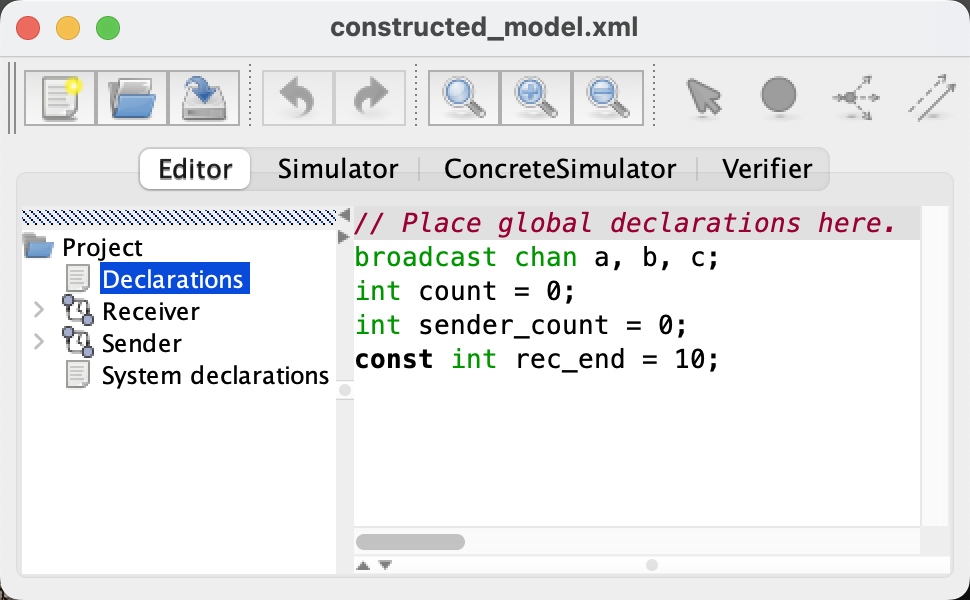 constructed_model.xml
Editor
Simulator
ConcreteSimulator
Verifier
Project
Declarations
Receiver
Sender
System declarations
// Place global declarations here.
broadcast chan a, b, c;
int count = 0;
int sender_count = 0;
const int rec_end = 10;